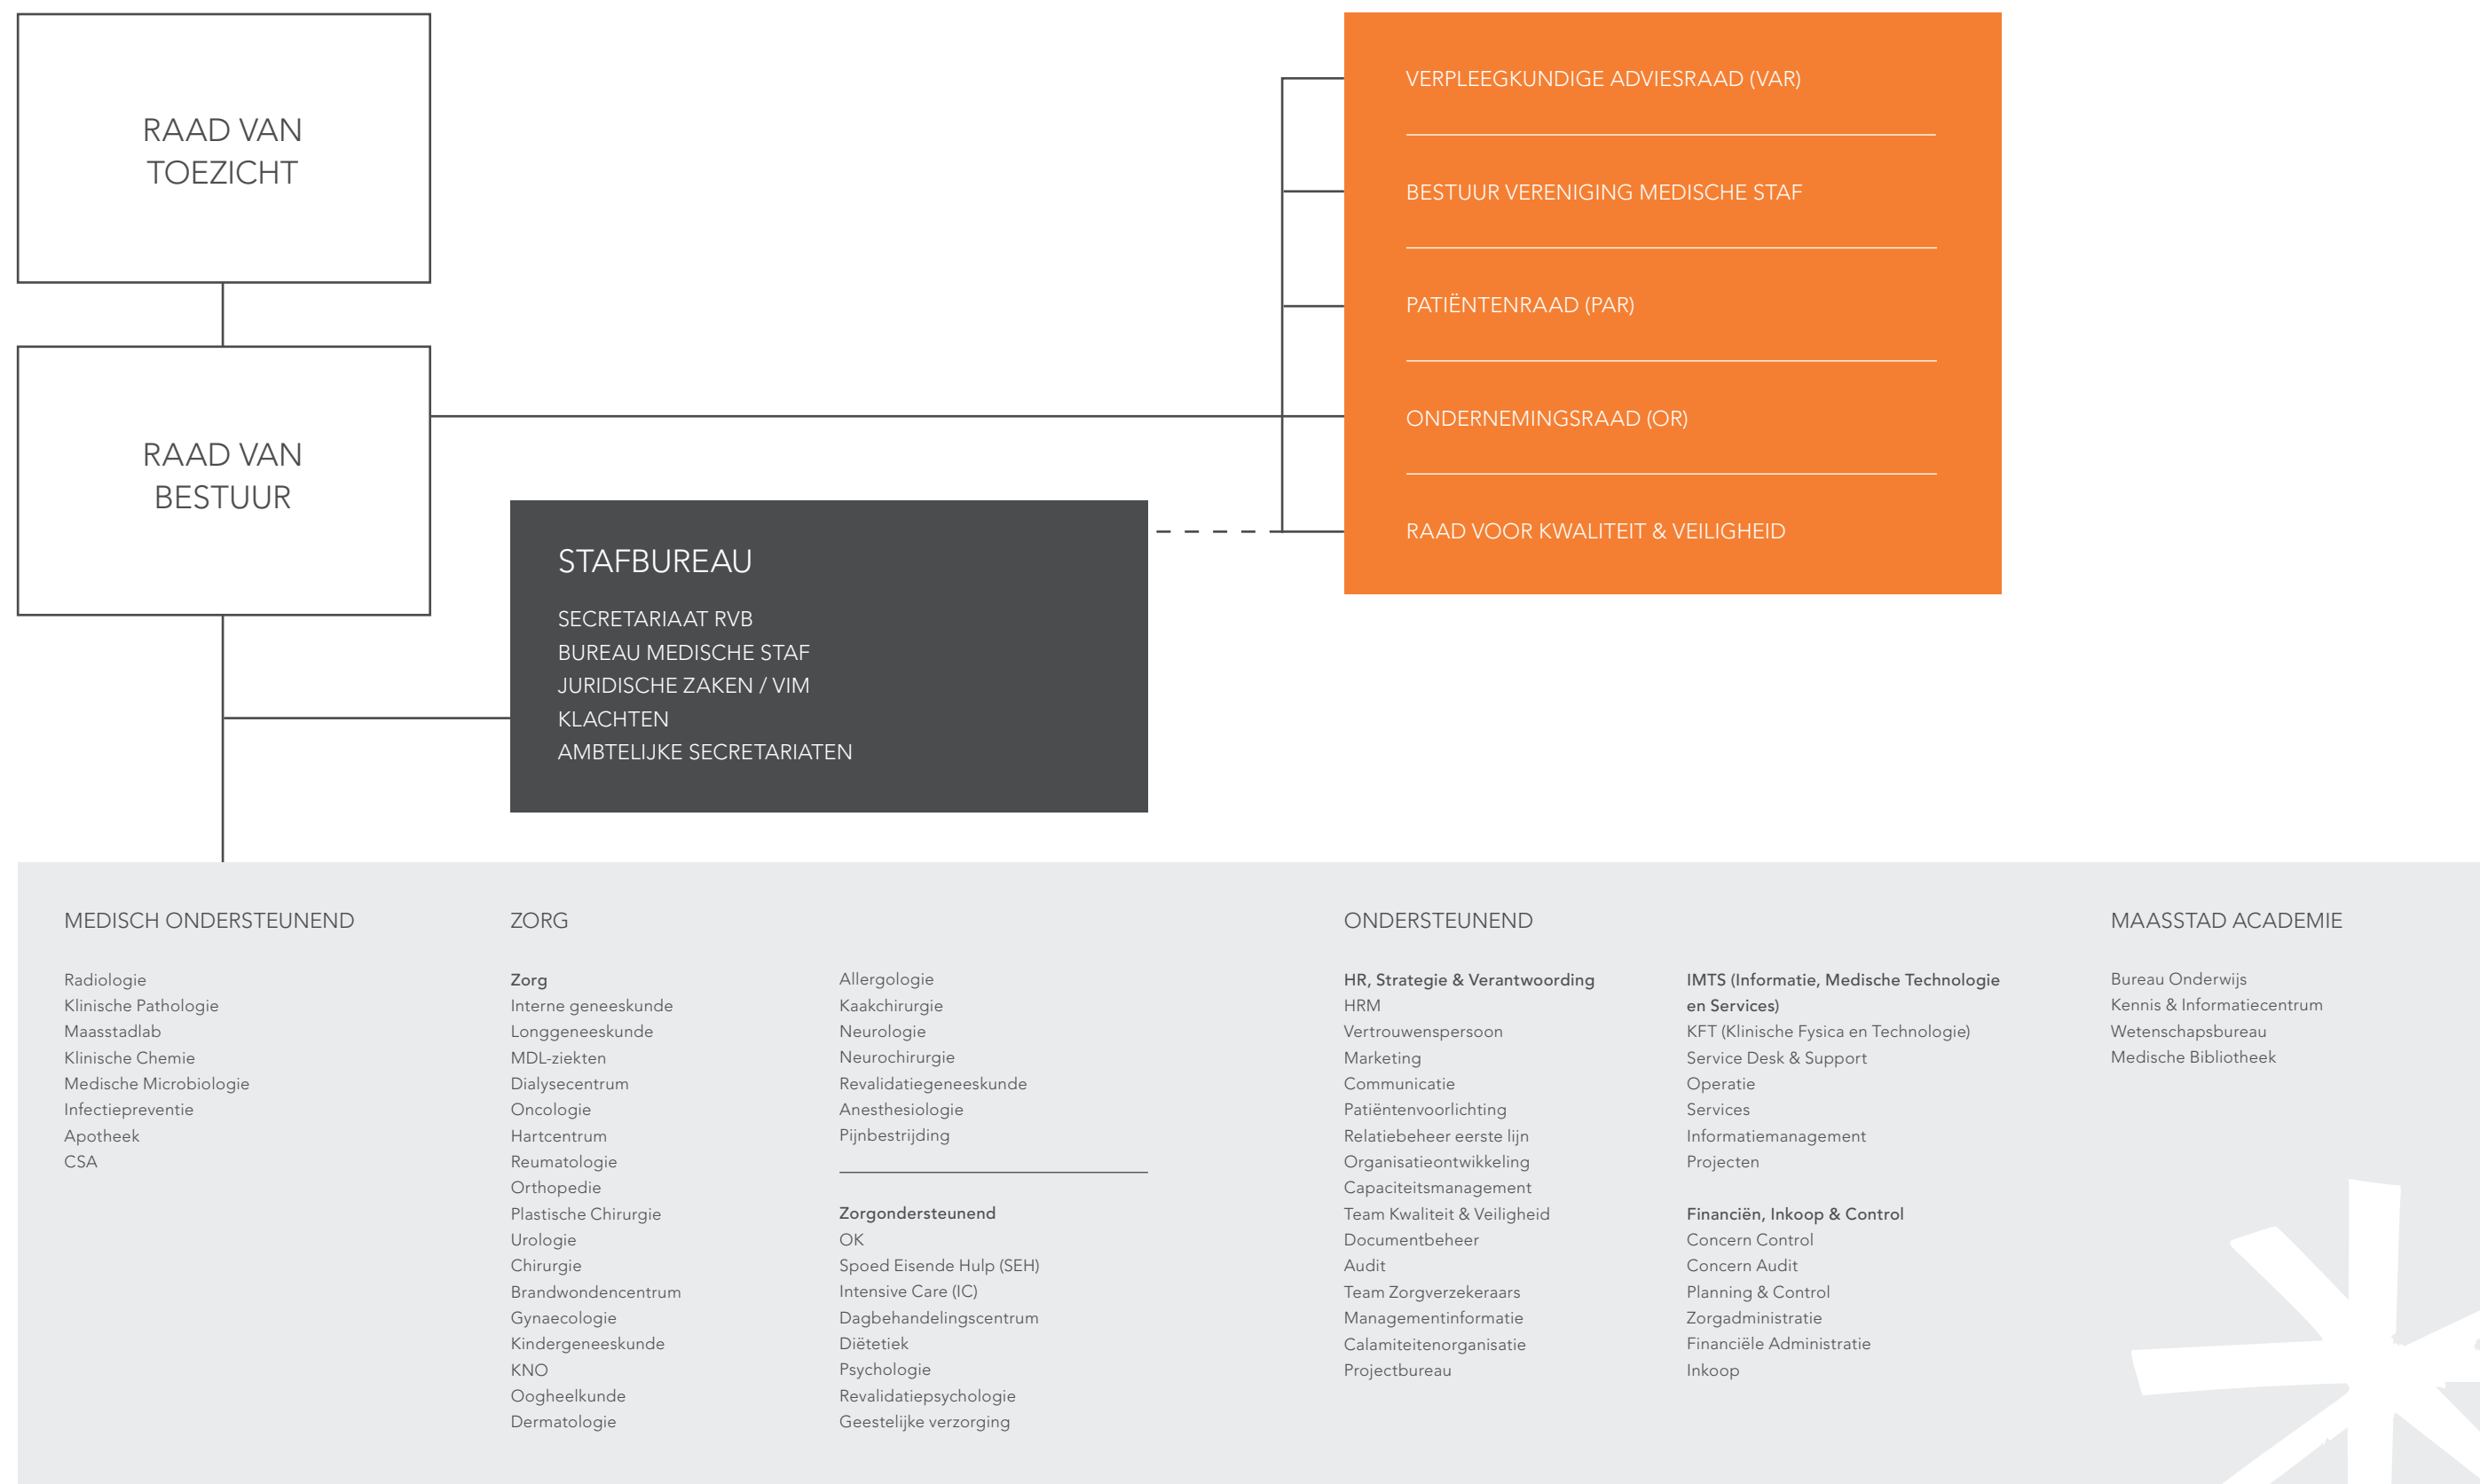 RAAD VAN
TOEZICHT
RAAD VAN
BESTUUR
VERPLEEGKUNDIGE ADVIESRAAD (VAR)
BESTUUR VERENIGING MEDISCHE STAF
PATIËNTENRAAD (PAR)
ONDERNEMINGSRAAD (OR)
RAAD VOOR KWALITEIT & VEILIGHEID
STAFBUREAU
SECRETARIAAT RVB
BUREAU MEDISCHE STAF
JURIDISCHE ZAKEN / VIM
KLACHTEN
AMBTELIJKE SECRETARIATEN
MEDISCH ONDERSTEUNEND
Radiologie
Klinische Pathologie
Maasstadlab
Klinische Chemie
Medische Microbiologie
Infectiepreventie
Apotheek
CSA
ZORG
Zorg
Interne geneeskunde
Longgeneeskunde
MDL-ziekten
Dialysecentrum
Oncologie
Hartcentrum
Reumatologie
Orthopedie
Plastische Chirurgie
Urologie
Chirurgie
Brandwondencentrum
Gynaecologie
Kindergeneeskunde
KNO
Oogheelkunde
Dermatologie
Allergologie
Kaakchirurgie
Neurologie
Neurochirurgie
Revalidatiegeneeskunde
Anesthesiologie
Pijnbestrijding
Zorgondersteunend
OK
Spoed Eisende Hulp (SEH)
Intensive Care (IC)
Dagbehandelingscentrum
Diëtetiek
Psychologie
Revalidatiepsychologie
Geestelijke verzorging
ONDERSTEUNEND
HR, Strategie & Verantwoording
HRM
Vertrouwenspersoon
Marketing
Communicatie
Patiëntenvoorlichting
Relatiebeheer eerste lijn
Organisatieontwikkeling
Capaciteitsmanagement
Team Kwaliteit & Veiligheid
Documentbeheer
Audit
Team Zorgverzekeraars
Managementinformatie
Calamiteitenorganisatie
Projectbureau
IMTS (Informatie, Medische Technologie
en Services)
KFT (Klinische Fysica en Technologie)
Service Desk & Support
Operatie
Services
Informatiemanagement
Projecten
Financiën, Inkoop & Control
Concern Control
Concern Audit
Planning & Control
Zorgadministratie
Financiële Administratie
Inkoop
MAASSTAD ACADEMIE
Bureau Onderwijs
Kennis & Informatiecentrum
Wetenschapsbureau
Medische Bibliotheek